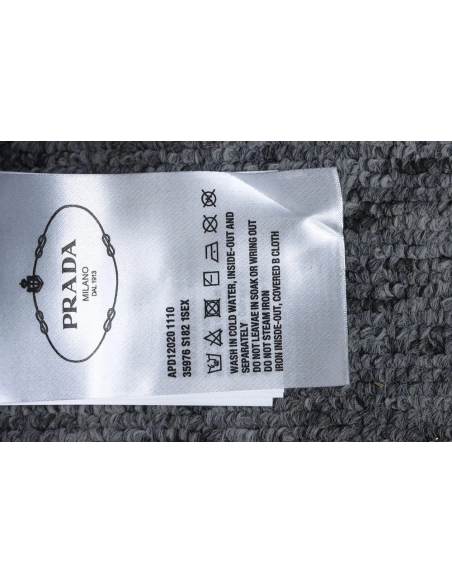 PRADA
MILANO
DAL 1913
APD12020 1110
35976 S182 1SEX
WASH IN COLD WATER, INSIDE-OUT AND
SEPARATELY
DO NOT LEAVAE IN SOAK OR WRING OUT
DO NOT STEAM IRON
IRON INISIDE-OUT, COVERED B CLOTH